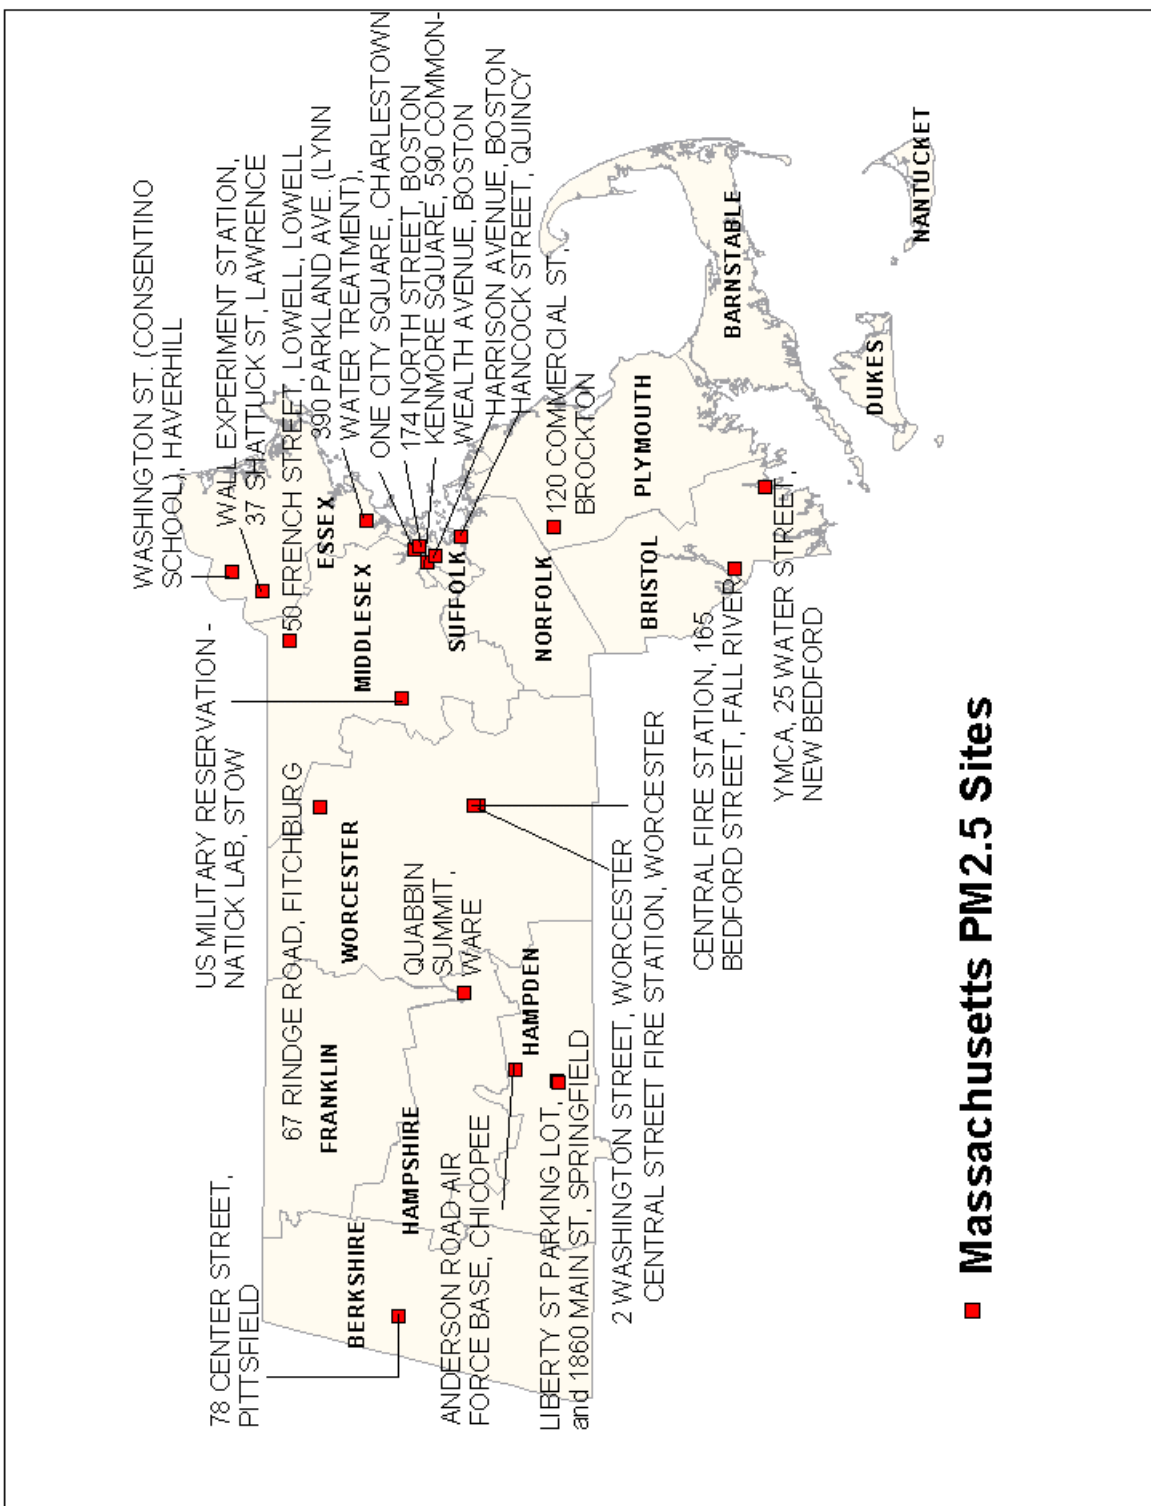 78 CENTER STREET,
PITTSFIELD
67 RINDGE ROAD, FITCHBURG
US MILITARY RESERVATION -
NATICK LAB, STOW
WASHINGTON ST. (CONSENTINO
SCHOOL), HAVERHILL
WALL EXPERIMENT STATION,
37 SHATTUCK ST, LAWRENCE
50 FRENCH STREET, LOWELL, LOWELL
390 PARKLAND AVE. (LYNN
WATER TREATMENT),
ONE CITY SQUARE, CHARLESTOWN
174 NORTH STREET, BOSTON
KENMORE SQUARE, 590 COMMON-
WEALTH AVENUE, BOSTON
HARRISON AVENUE, BOSTON
HANCOCK STREET, QUINCY
120 COMMERCIAL ST,
BROCKTON
BERKSHIRE
FRANKLIN
HAMPSHIRE
WORCESTER
MIDDLESEX
ESSEX
SUFFOLK
NORFOLK
HAMPDEN
BRISTOL
PLYMOUTH
BARNSTABLE
DUKES
NANTUCKET
QUABBIN
SUMMIT,
WARE
ANDERSON ROAD AIR
FORCE BASE, CHICOPEE
LIBERTY ST PARKING LOT,
and 1860 MAIN ST, SPRINGFIELD
2 WASHINGTON STREET, WORCESTER
CENTRAL STREET FIRE STATION, WORCESTER
CENTRAL FIRE STATION, 165
BEDFORD STREET, FALL RIVER
YMCA, 25 WATER STREET,
NEW BEDFORD
Massachusetts PM2.5 Sites